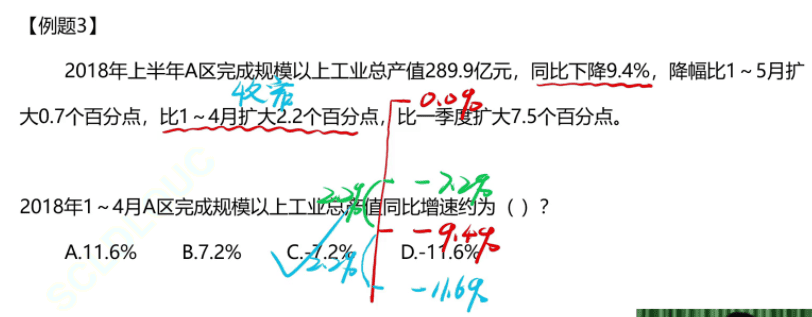 【例题3】
2018年上半年A区完成规模以上工业总产值289.9亿元，同比下降9.4%，降幅比1～5月扩
收窄
0.0%
大0.7个百分点，比1～4月扩大2.2个百分点，比一季度扩大7.5个百分点。
-7.2%
2.2%
2018年1～4月A区完成规模以上工业总产值同比增速约为（ ）？
-9.4%
A.11.6% B.7.2% C.-7.2% D.-11.6%
2.2%
-11.6%